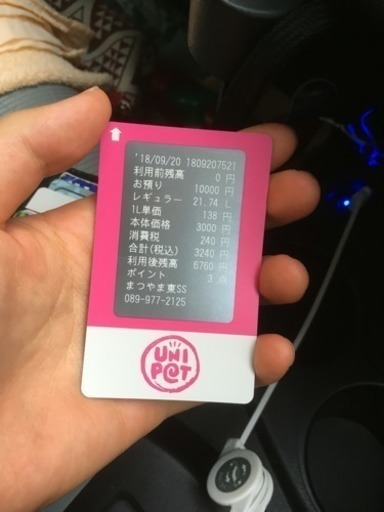 '18/09/20 1809207521
利用前残高 0 円
お預り 10000 円
レギュラー 21.74 L
1L単価 138 円
本体価格 3000 円
消費税 240 円
合計(税込) 3240 円
利用後残高 6760 円
ポイント 3 点
まつやま東SS
089-977-2125
UNI
P@T